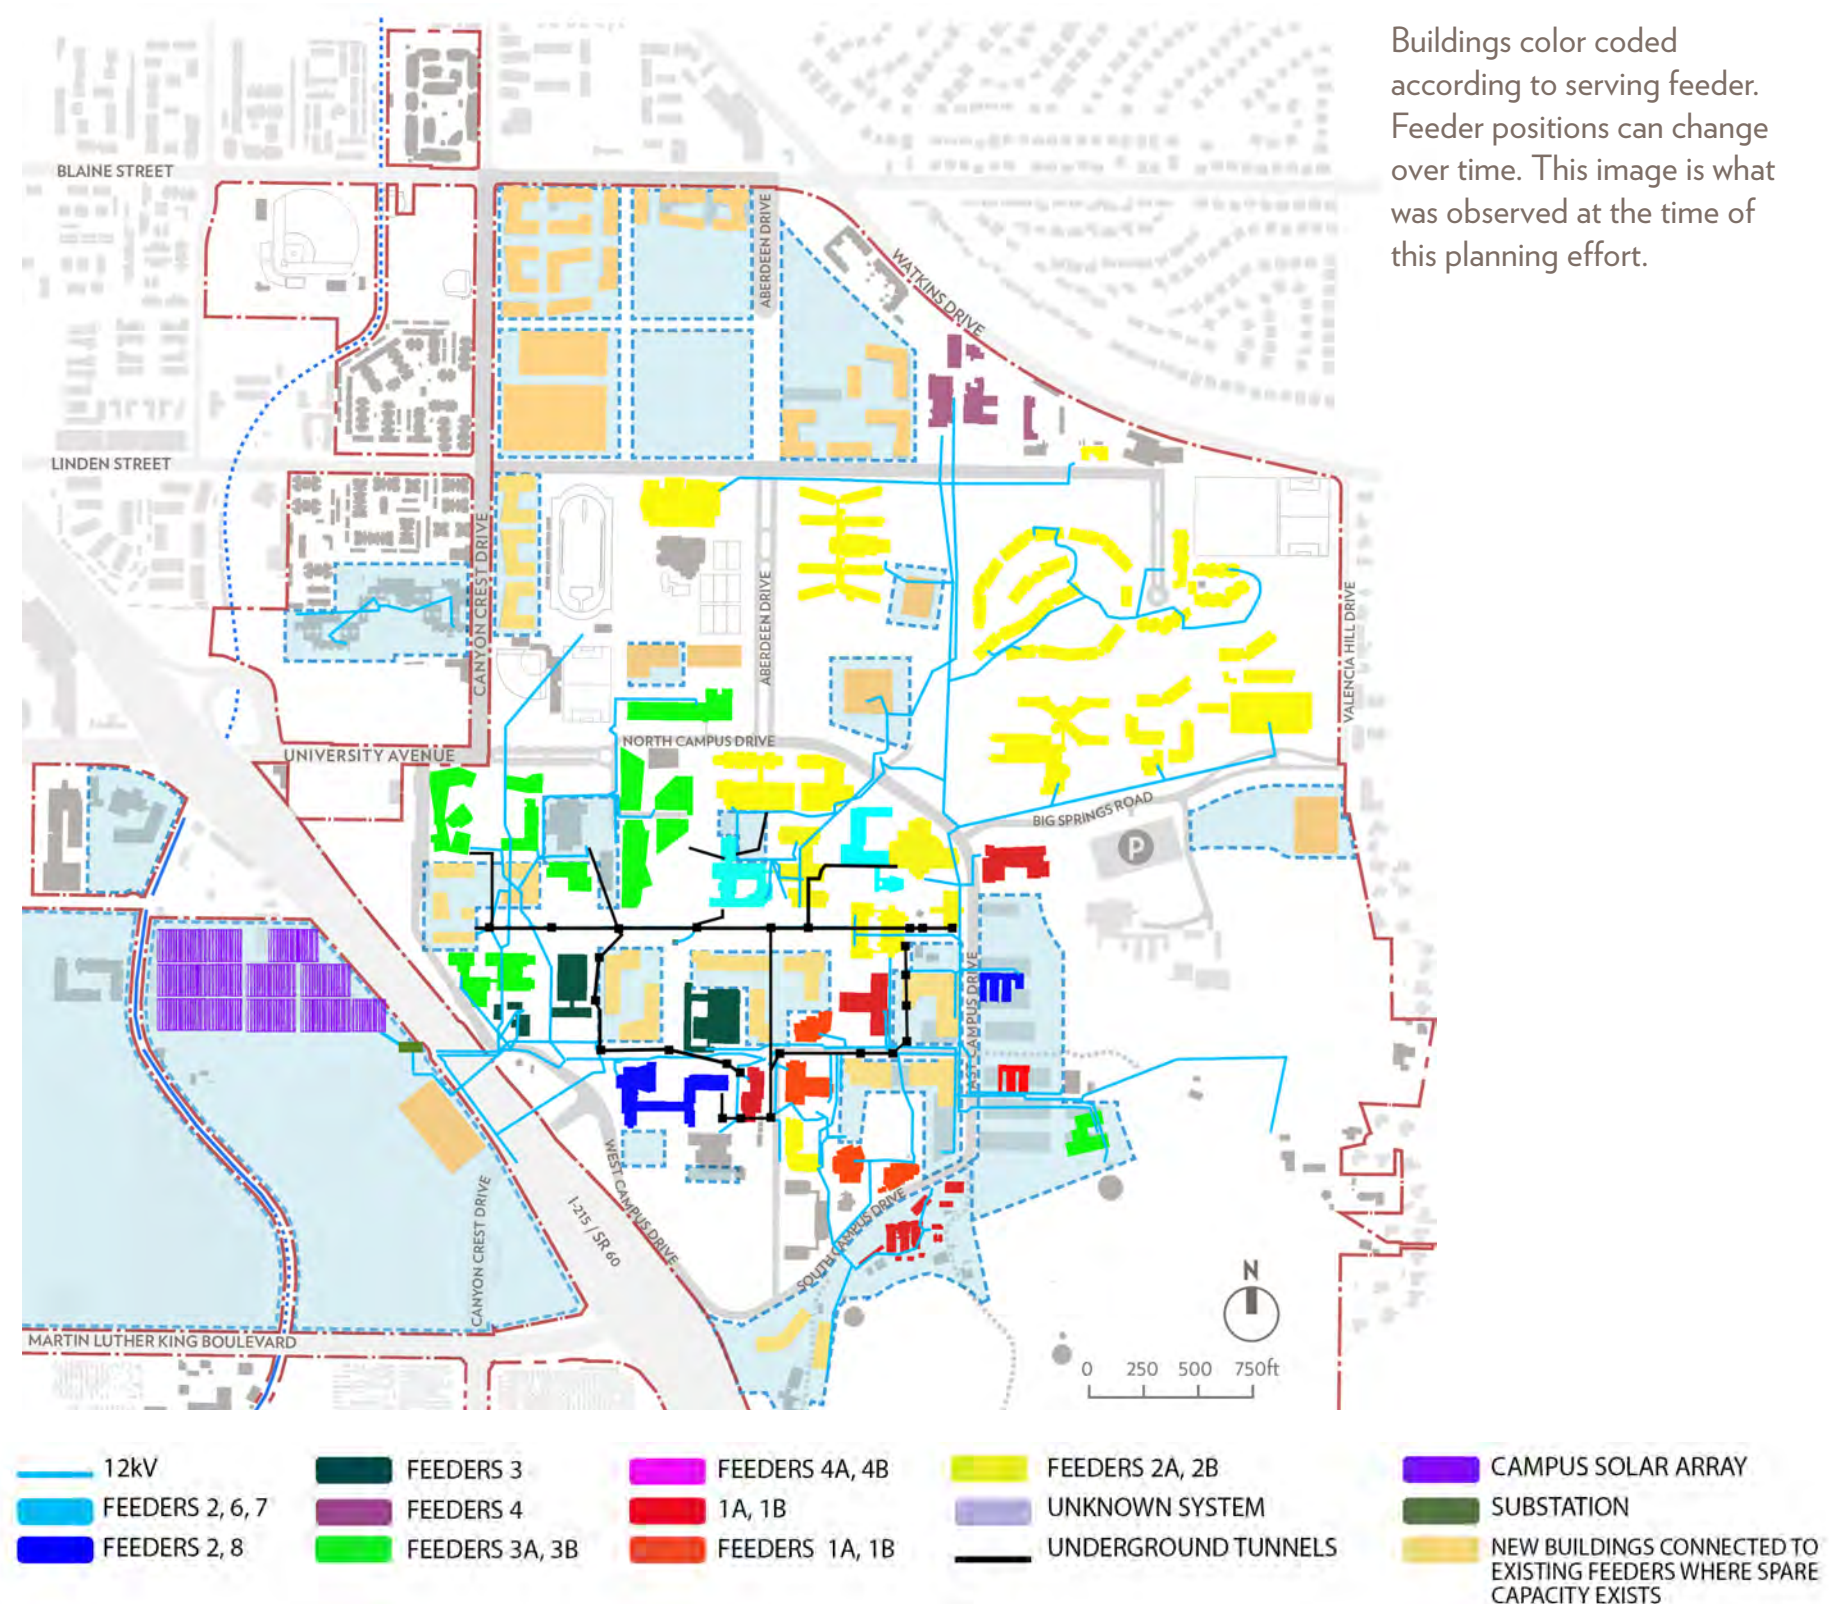 Buildings color coded
according to serving feeder.
Feeder positions can change
over time. This image is what
was observed at the time of
this planning effort.
BLAINE STREET
ABERDEEN DRIVE
WATKINS DRIVE
LINDEN STREET
CANYON CREST DRIVE
ABERDEEN DRIVE
VALENCIA HILL DRIVE
UNIVERSITY AVENUE
NORTH CAMPUS DRIVE
BIG SPRINGS ROAD
P
AST CAMPUS DRIVE
WEST CAMPUS DRIVE
CANYON CREST DRIVE
I-215 / SR 60
SOUTH CAMPUS DRIVE
MARTIN LUTHER KING BOULEVARD
N
0 250 500 750ft
12kV
FEEDERS 2, 6, 7
FEEDERS 2, 8
FEEDERS 3
FEEDERS 4
FEEDERS 3A, 3B
FEEDERS 4A, 4B
1A, 1B
FEEDERS 1A, 1B
FEEDERS 2A, 2B
UNKNOWN SYSTEM
UNDERGROUND TUNNELS
CAMPUS SOLAR ARRAY
SUBSTATION
NEW BUILDINGS CONNECTED TO
EXISTING FEEDERS WHERE SPARE
CAPACITY EXISTS